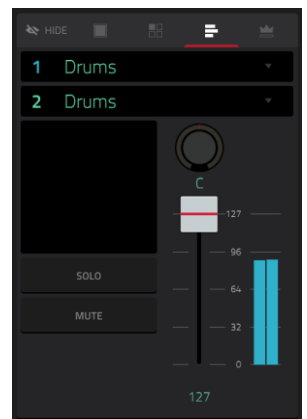 HIDE
1 Drums
2 Drums
C
127
96
SOLO
64
MUTE
32
0
127